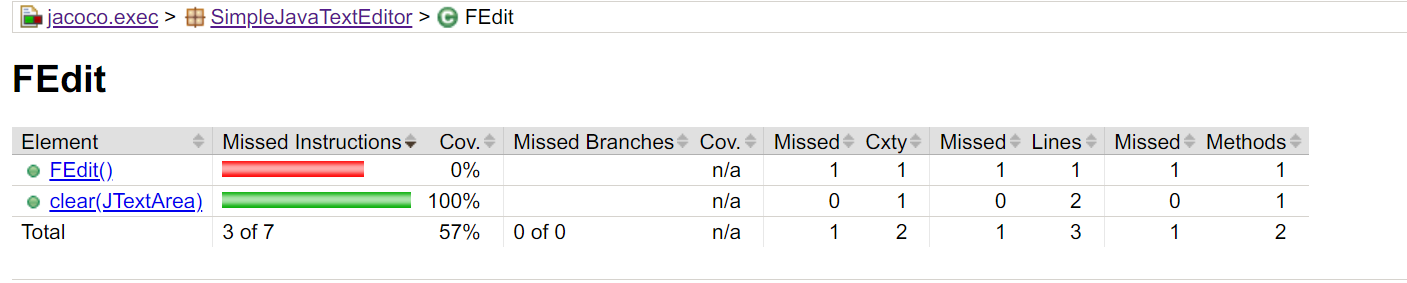 jacoco.exec > SimpleJavaTextEditor > C FEdit
FEdit
Element Missed Instructions Cov. Missed Branches Cov. Missed Cxty Missed Lines Missed Methods
FEdit() 0% n/a 1 1 1 1 1 1
clear(JTextArea) 100% n/a 0 1 0 2 0 1
Total 3 of 7 57% 0 of 0 n/a 1 2 1 3 1 2